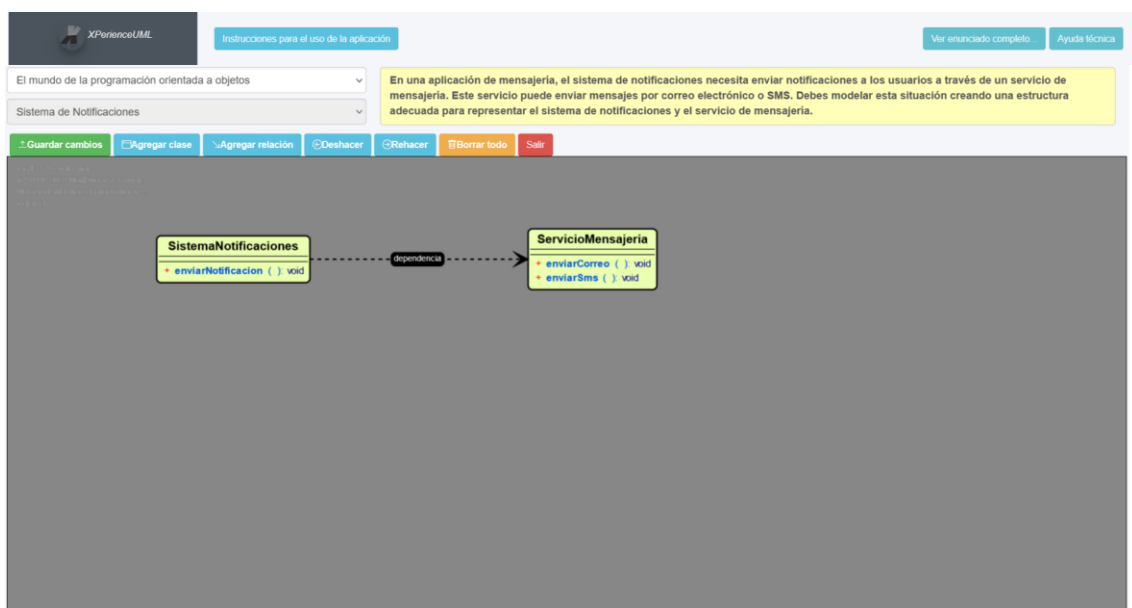 XPerienceUML
Instrucciones para el uso de la aplicación
Ver enunciado completo...
Ayuda técnica
El mundo de la programación orientada a objetos
Sistema de Notificaciones
En una aplicación de mensajería, el sistema de notificaciones necesita enviar notificaciones a los usuarios a través de un servicio de
mensajería. Este servicio puede enviar mensajes por correo electrónico o SMS. Debes modelar esta situación creando una estructura
adecuada para representar el sistema de notificaciones y el servicio de mensajería.
Guardar cambios
Agregar clase
Agregar relación
Deshacer
Rehacer
Borrar todo
Salir
SistemaNotificaciones
+ enviarNotificacion ( ): void
dependencia
ServicioMensajeria
+ enviarCorreo ( ): void
+ enviarSms ( ): void